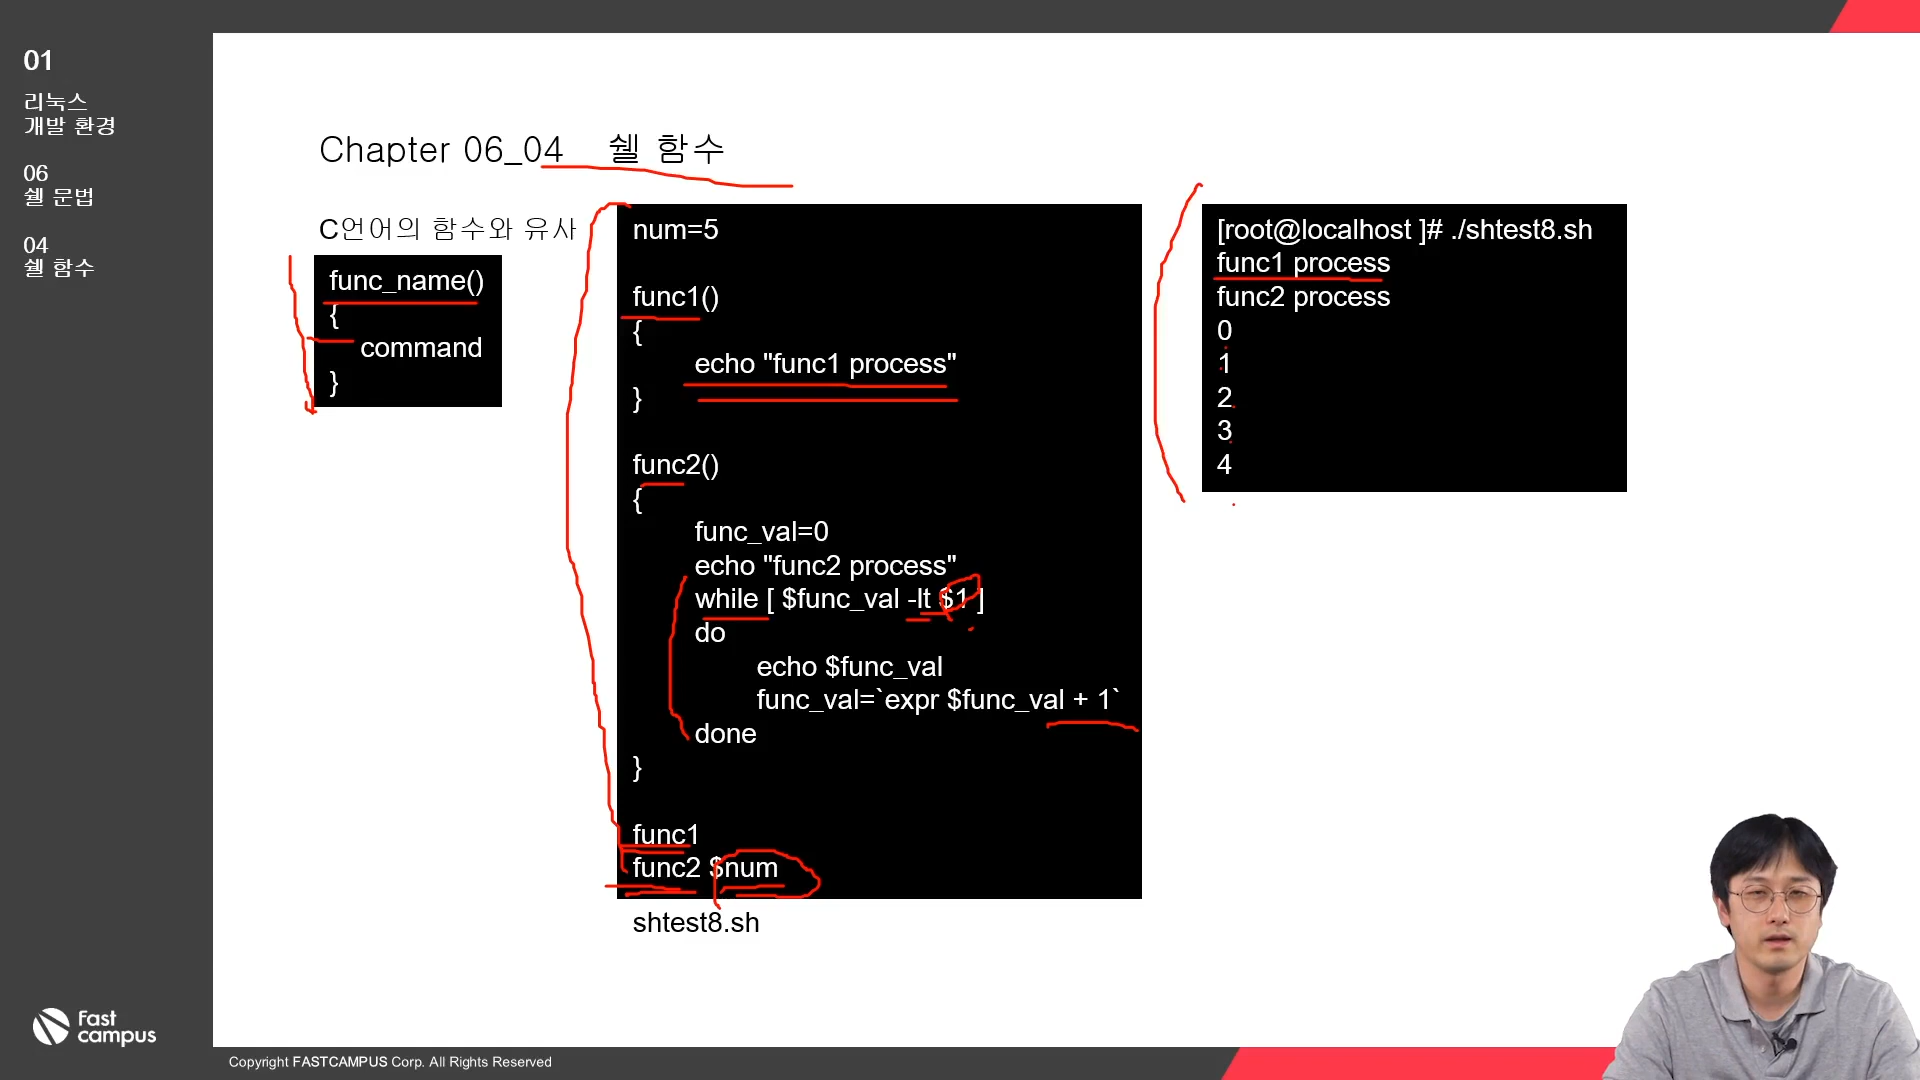 01
리눅스
개발 환경
06
쉘 문법
04
쉘 함수
Chapter 06_04 쉘 함수
C언어의 함수와 유사
func_name()
{
command
}
num=5
func1()
{
echo "func1 process"
}
func2()
{
func_val=0
echo "func2 process"
while [ $func_val -lt $1 ]
do
echo $func_val
func_val=`expr $func_val + 1`
done
}
func1
func2 $num
shtest8.sh
[root@localhost ]# ./shtest8.sh
func1 process
func2 process
0
1
2
3
4
Fast
campus
Copyright FASTCAMPUS Corp. All Rights Reserved